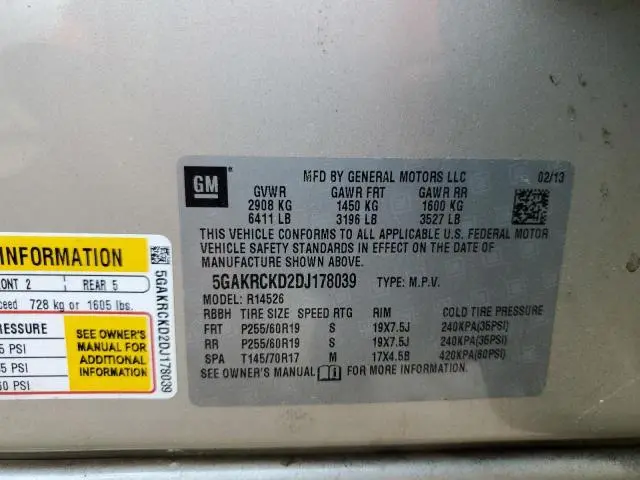 GM
MFD BY GENERAL MOTORS LLC 02/13
GVWR GAWR FRT GAWR RR
2908 KG 1450 KG 1600 KG
6411 LB 3196 LB 3527 LB
THIS VEHICLE CONFORMS TO ALL APPLICABLE U.S. FEDERAL MOTOR
VEHICLE SAFETY STANDARDS IN EFFECT ON THE DATE OF
MANUFACTURE SHOWN ABOVE.
5GAKRCKD2DJ178039 TYPE: M.P.V.
MODEL: R14526
RBBH TIRE SIZE SPEED RTG RIM COLD TIRE PRESSURE
FRT P255/60R19 S 19X7.5J 240KPA(35PSI)
RR P255/60R19 S 19X7.5J 240KPA(35PSI)
SPA T145/70R17 M 17X4.5B 420KPA(60PSI)
SEE OWNER'S MANUAL FOR MORE INFORMATION.
INFORMATION
ONT 2 REAR 5
ceed 728 kg or 1605 lbs.
ESSURE
5 PSI
5 PSI
60 PSI
SEE OWNER'S
MANUAL FOR
ADDITIONAL
INFORMATION
5GAKRCKD2DJ178039